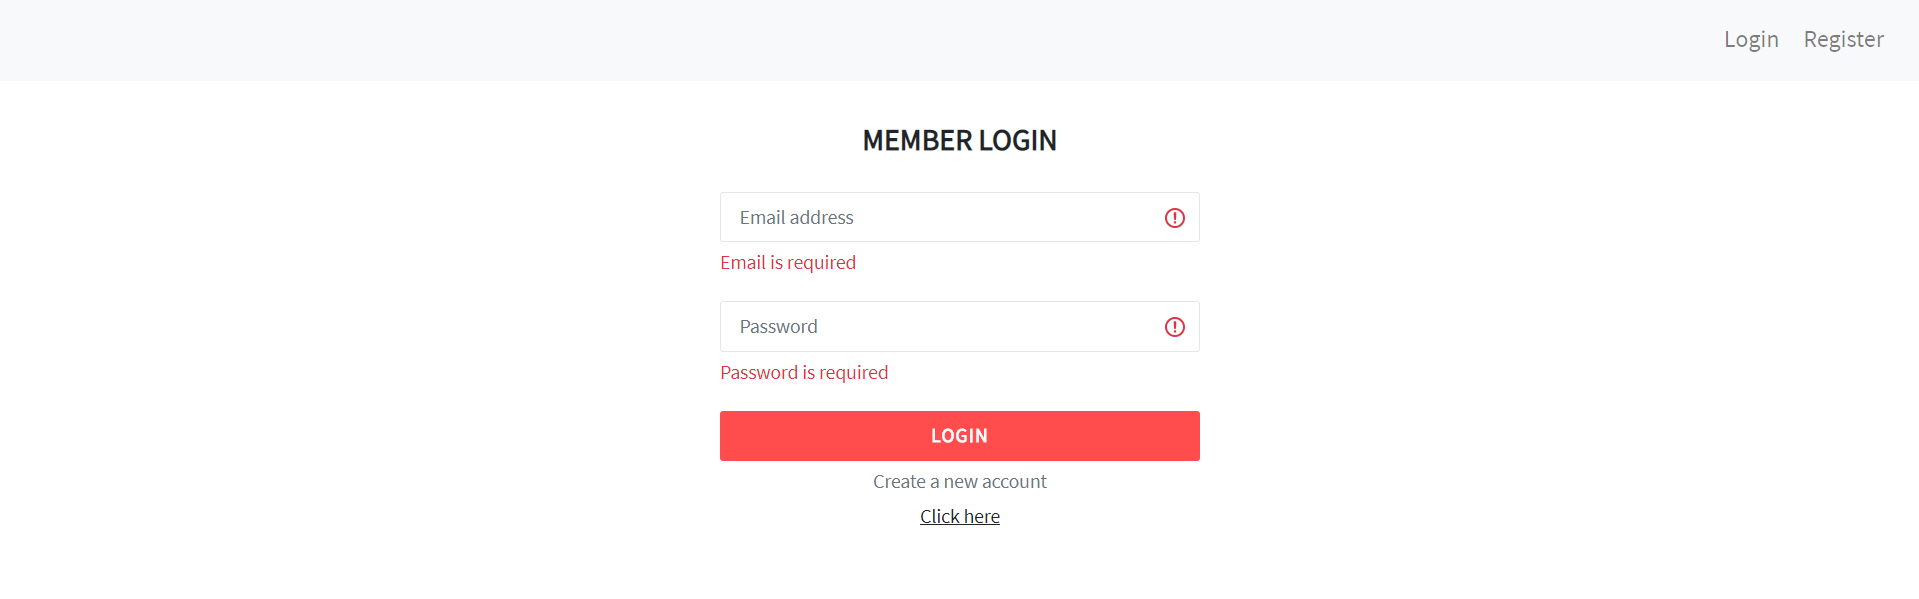 Login Register
MEMBER LOGIN
Email address
Email is required
Password
Password is required
LOGIN
Create a new account
Click here